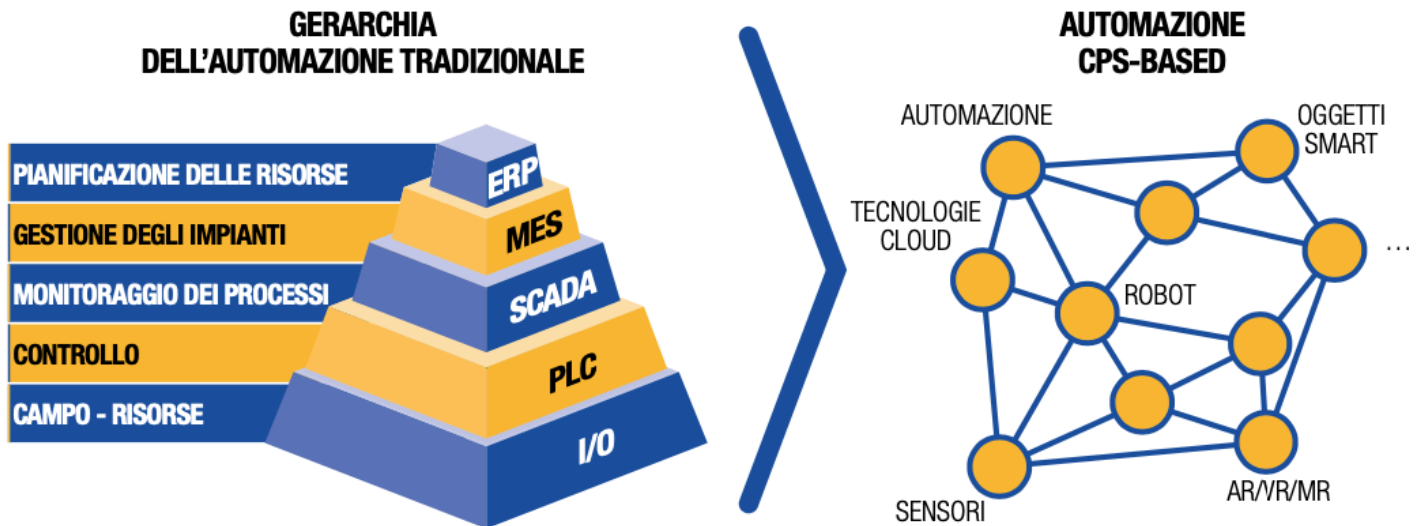 GERARCHIA
DELL'AUTOMAZIONE TRADIZIONALE
PIANIFICAZIONE DELLE RISORSE
GESTIONE DEGLI IMPIANTI
MONITORAGGIO DEI PROCESSI
CONTROLLO
CAMPO - RISORSE
ERP
MES
SCADA
PLC
I/O
AUTOMAZIONE
CPS-BASED
AUTOMAZIONE
OGGETTI
SMART
TECNOLOGIE
CLOUD
...
ROBOT
SENSORI
AR/VR/MR